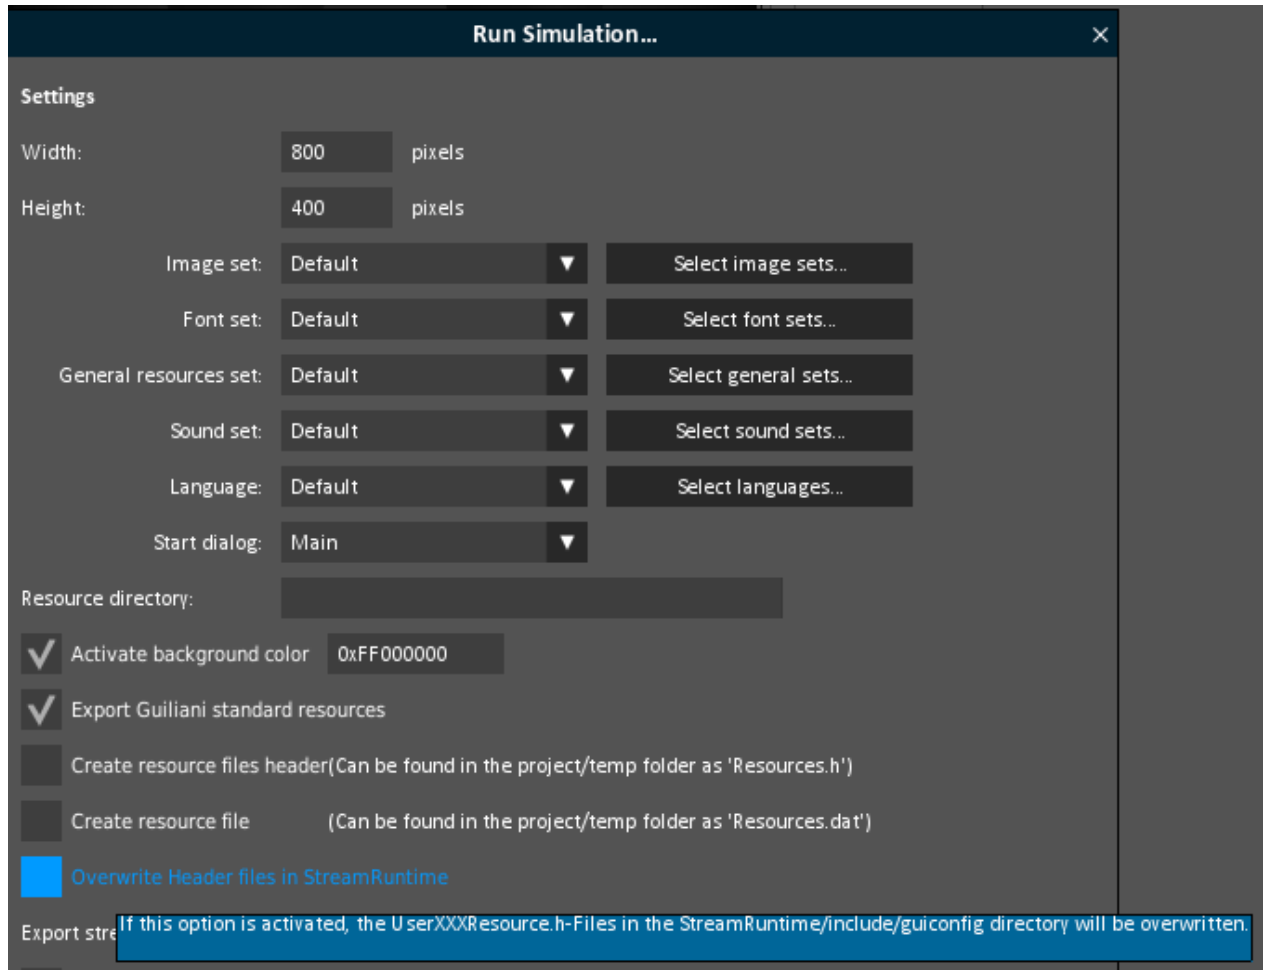 Run Simulation...
Settings
Width: 800 pixels
Height: 400 pixels
Image set: Default Select image sets...
Font set: Default Select font sets...
General resources set: Default Select general sets...
Sound set: Default Select sound sets...
Language: Default Select languages...
Start dialog: Main
Resource directory:
Activate background color 0xFF000000
Export Guiliani standard resources
Create resource files header(Can be found in the project/temp folder as 'Resources.h')
Create resource file (Can be found in the project/temp folder as 'Resources.dat')
Overwrite Header files in StreamRuntime
If this option is activated, the UserXXXResource.h-Files in the StreamRuntime/include/guiconfig directory will be overwritten.
Export